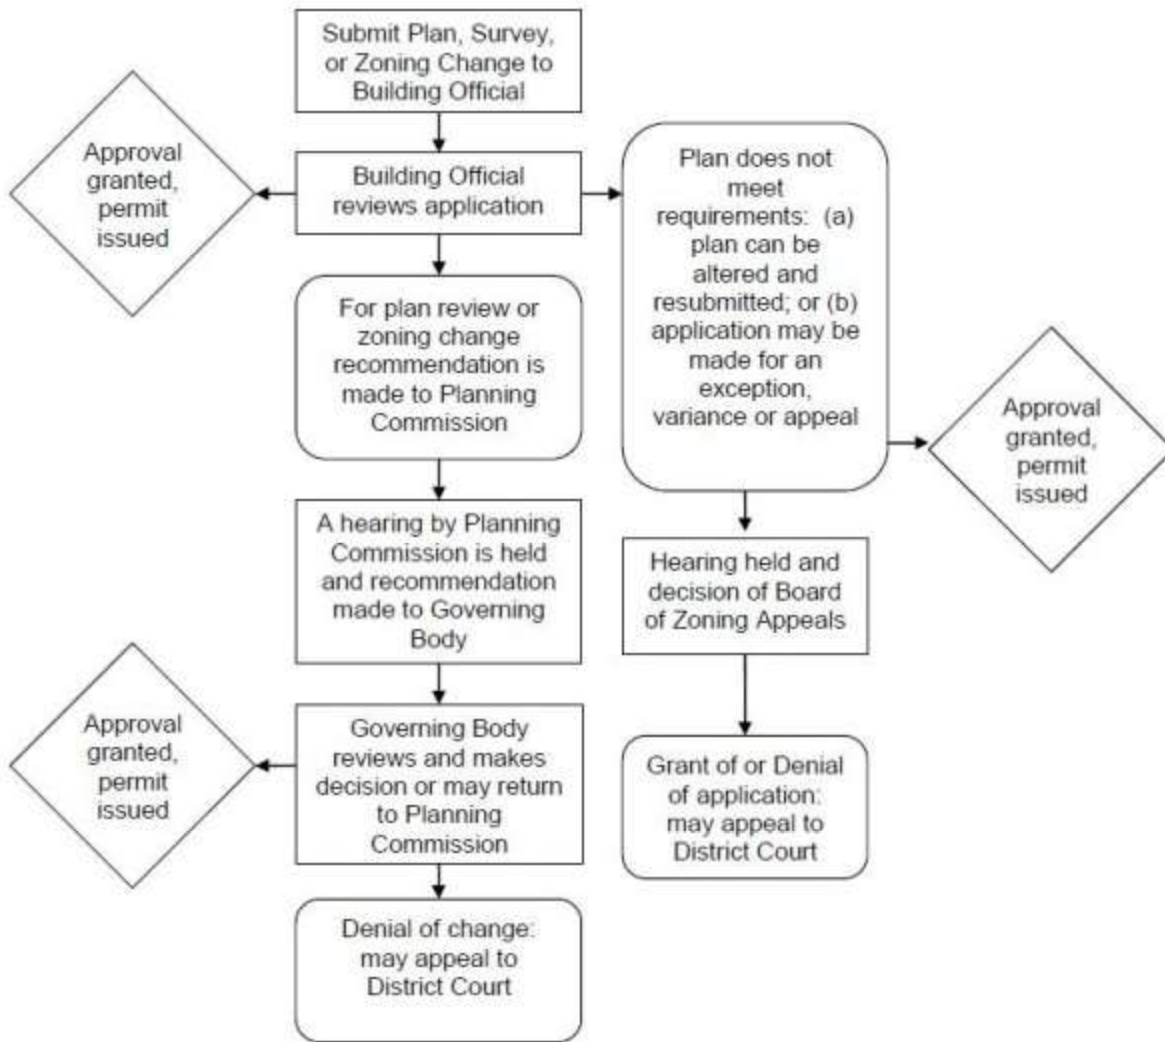 Submit Plan, Survey,
or Zoning Change to
Building Official
Approval
granted,
permit
issued
Building Official
reviews application
Plan does not
meet
requirements: (a)
plan can be
altered and
resubmitted; or (b)
application may be
made for an
exception,
variance or appeal
For plan review or
zoning change
recommendation is
made to Planning
Commission
Approval
granted,
permit
issued
A hearing by Planning
Commission is held
and recommendation
made to Governing
Body
Hearing held and
decision of Board
of Zoning Appeals
Approval
granted,
permit
issued
Governing Body
reviews and makes
decision or may return
to Planning
Commission
Grant of or Denial
of application:
may appeal to
District Court
Denial of change:
may appeal to
District Court